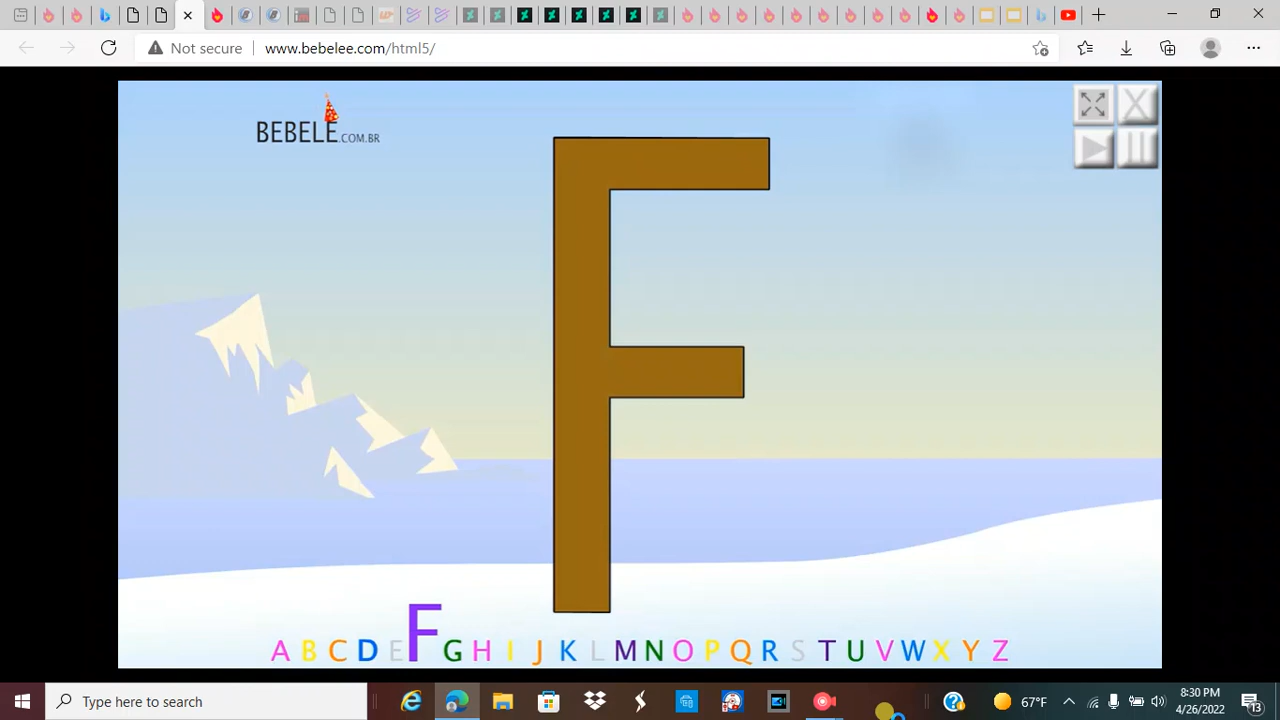 Not secure
www.bebelee.com/html5/
BEBELE.COM.BR
F
A B C D E F G H I J K L M N O P Q R S T U V W X Y Z
Type here to search
67°F
8:30 PM
4/26/2022
13